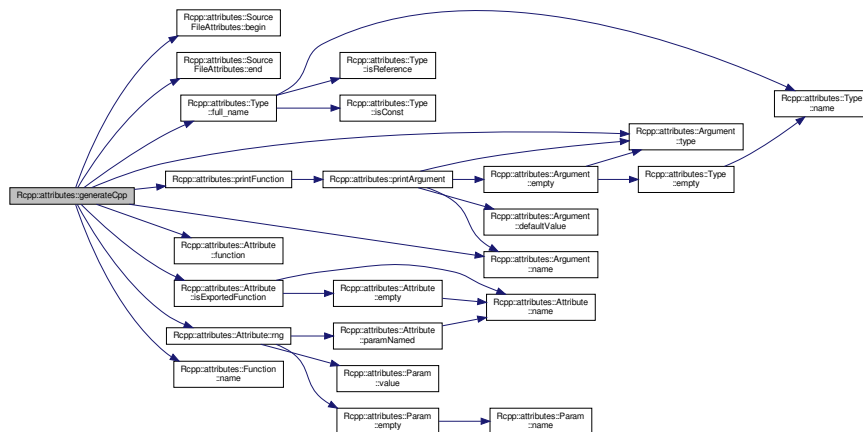 Rcpp::attributes::Source
FileAttributes::begin
Rcpp::attributes::Source
FileAttributes::end
Rcpp::attributes::Type
::full_name
Rcpp::attributes::Type
::isReference
Rcpp::attributes::Type
::isConst
Rcpp::attributes::Type
::name
Rcpp::attributes::Argument
::type
Rcpp::attributes::generateCpp
Rcpp::attributes::printFunction
Rcpp::attributes::printArgument
Rcpp::attributes::Argument
::empty
Rcpp::attributes::Type
::empty
Rcpp::attributes::Argument
::defaultValue
Rcpp::attributes::Attribute
::function
Rcpp::attributes::Argument
::name
Rcpp::attributes::Attribute
::isExportedFunction
Rcpp::attributes::Attribute
::empty
Rcpp::attributes::Attribute
::name
Rcpp::attributes::Attribute::rng
Rcpp::attributes::Attribute
::paramNamed
Rcpp::attributes::Function
::name
Rcpp::attributes::Param
::value
Rcpp::attributes::Param
::empty
Rcpp::attributes::Param
::name